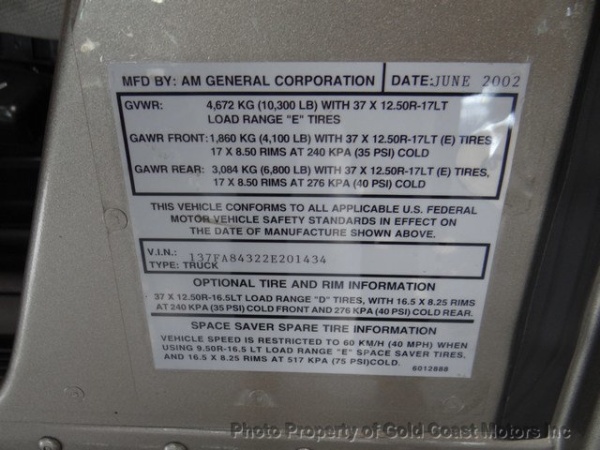 MFD BY: AM GENERAL CORPORATION DATE: JUNE 2002
GVWR: 4,672 KG (10,300 LB) WITH 37 X 12.50R-17LT
LOAD RANGE "E" TIRES
GAWR FRONT: 1,860 KG (4,100 LB) WITH 37 X 12.50R-17LT (E) TIRES,
17 X 8.50 RIMS AT 240 KPA (35 PSI) COLD
GAWR REAR: 3,084 KG (6,800 LB) WITH 37 X 12.50R-17LT (E) TIRES,
17 X 8.50 RIMS AT 276 KPA (40 PSI) COLD
THIS VEHICLE CONFORMS TO ALL APPLICABLE U.S. FEDERAL
MOTOR VEHICLE SAFETY STANDARDS IN EFFECT ON
THE DATE OF MANUFACTURE SHOWN ABOVE.
V.I.N.: 137FA84322E201434
TYPE: TRUCK
OPTIONAL TIRE AND RIM INFORMATION
37 X 12.50R-16.5LT LOAD RANGE "D" TIRES, WITH 16.5 X 8.25 RIMS
AT 240 KPA (35 PSI) COLD FRONT AND 276 KPA (40 PSI) COLD REAR.
SPACE SAVER SPARE TIRE INFORMATION
VEHICLE SPEED IS RESTRICTED TO 60 KM/H (40 MPH) WHEN
USING 9.50R-16.5 LT LOAD RANGE "E" SPACE SAVER TIRES,
AND 16.5 X 8.25 RIMS AT 517 KPA (75 PSI)COLD.
6012888
Photo Property of Gold Coast Motors Inc